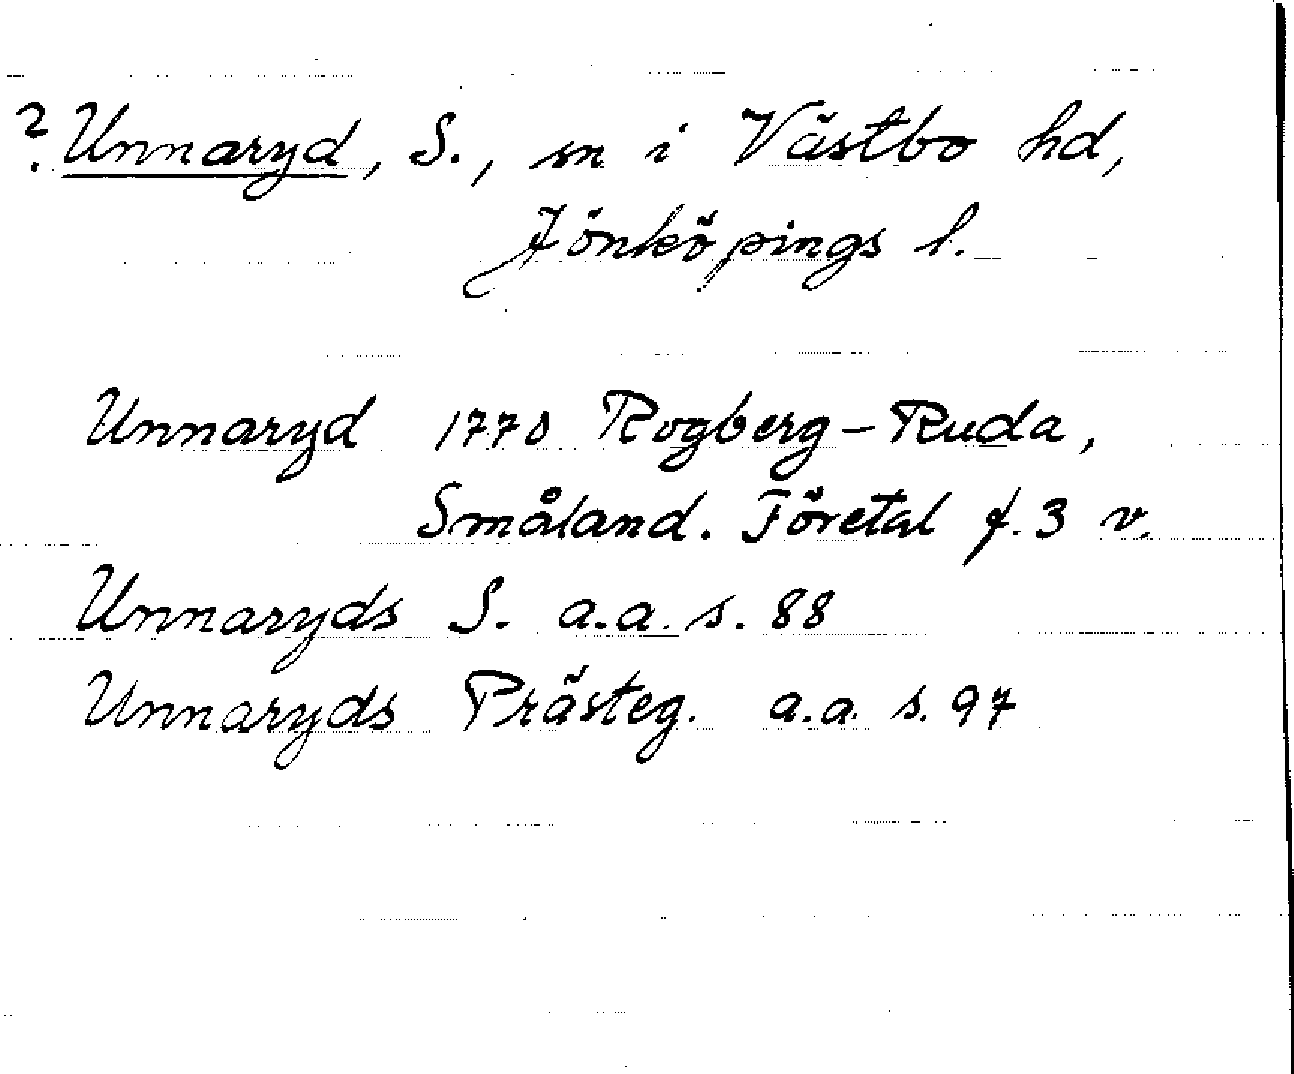 ? Unnaryd, S., sn i Västbo hd,
Jönköpings l.
Unnaryd 1770 Rogberg-Ruda,
Småland. Företal f. 3 v.
Unnaryds S. a.a. s. 88
Unnaryds Prästeg. a.a. s. 97